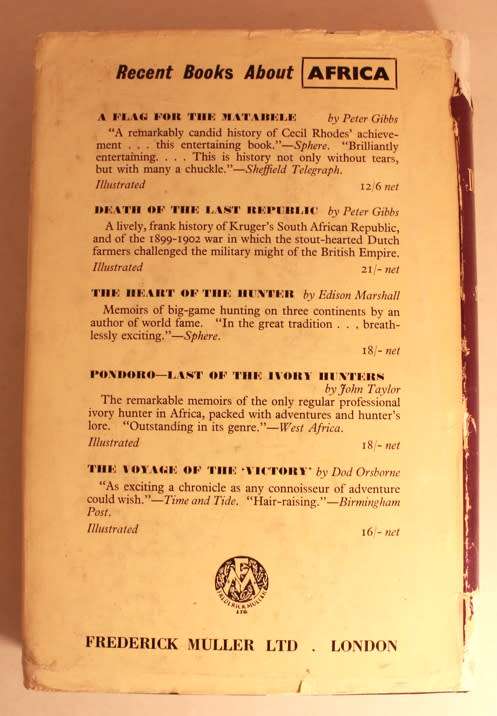 Recent Books About AFRICA
A FLAG FOR THE MATABELE by Peter Gibbs
"A remarkably candid history of Cecil Rhodes' achieve-
ment . . . this entertaining book."—Sphere. "Brilliantly
entertaining. . . . This is history not only without tears,
but with many a chuckle."—Sheffield Telegraph.
Illustrated 12/6 net
DEATH OF THE LAST REPUBLIC by Peter Gibbs
A lively, frank history of Kruger's South African Republic,
and of the 1899-1902 war in which the stout-hearted Dutch
farmers challenged the military might of the British Empire.
Illustrated 21/- net
THE HEART OF THE HUNTER by Edison Marshall
Memoirs of big-game hunting on three continents by an
author of world fame. "In the great tradition . . . breath-
lessly exciting."—Sphere.
18/- net
PONDORO—LAST OF THE IVORY HUNTERS
by John Taylor
The remarkable memoirs of the only regular professional
ivory hunter in Africa, packed with adventures and hunter's
lore. "Outstanding in its genre."—West Africa.
Illustrated 18/- net
THE VOYAGE OF THE 'VICTORY' by Dod Orsborne
"As exciting a chronicle as any connoisseur of adventure
could wish."—Time and Tide. "Hair-raising."—Birmingham
Post.
Illustrated 16/- net
FREDERICK MULLER
LTD
FREDERICK MULLER LTD . LONDON